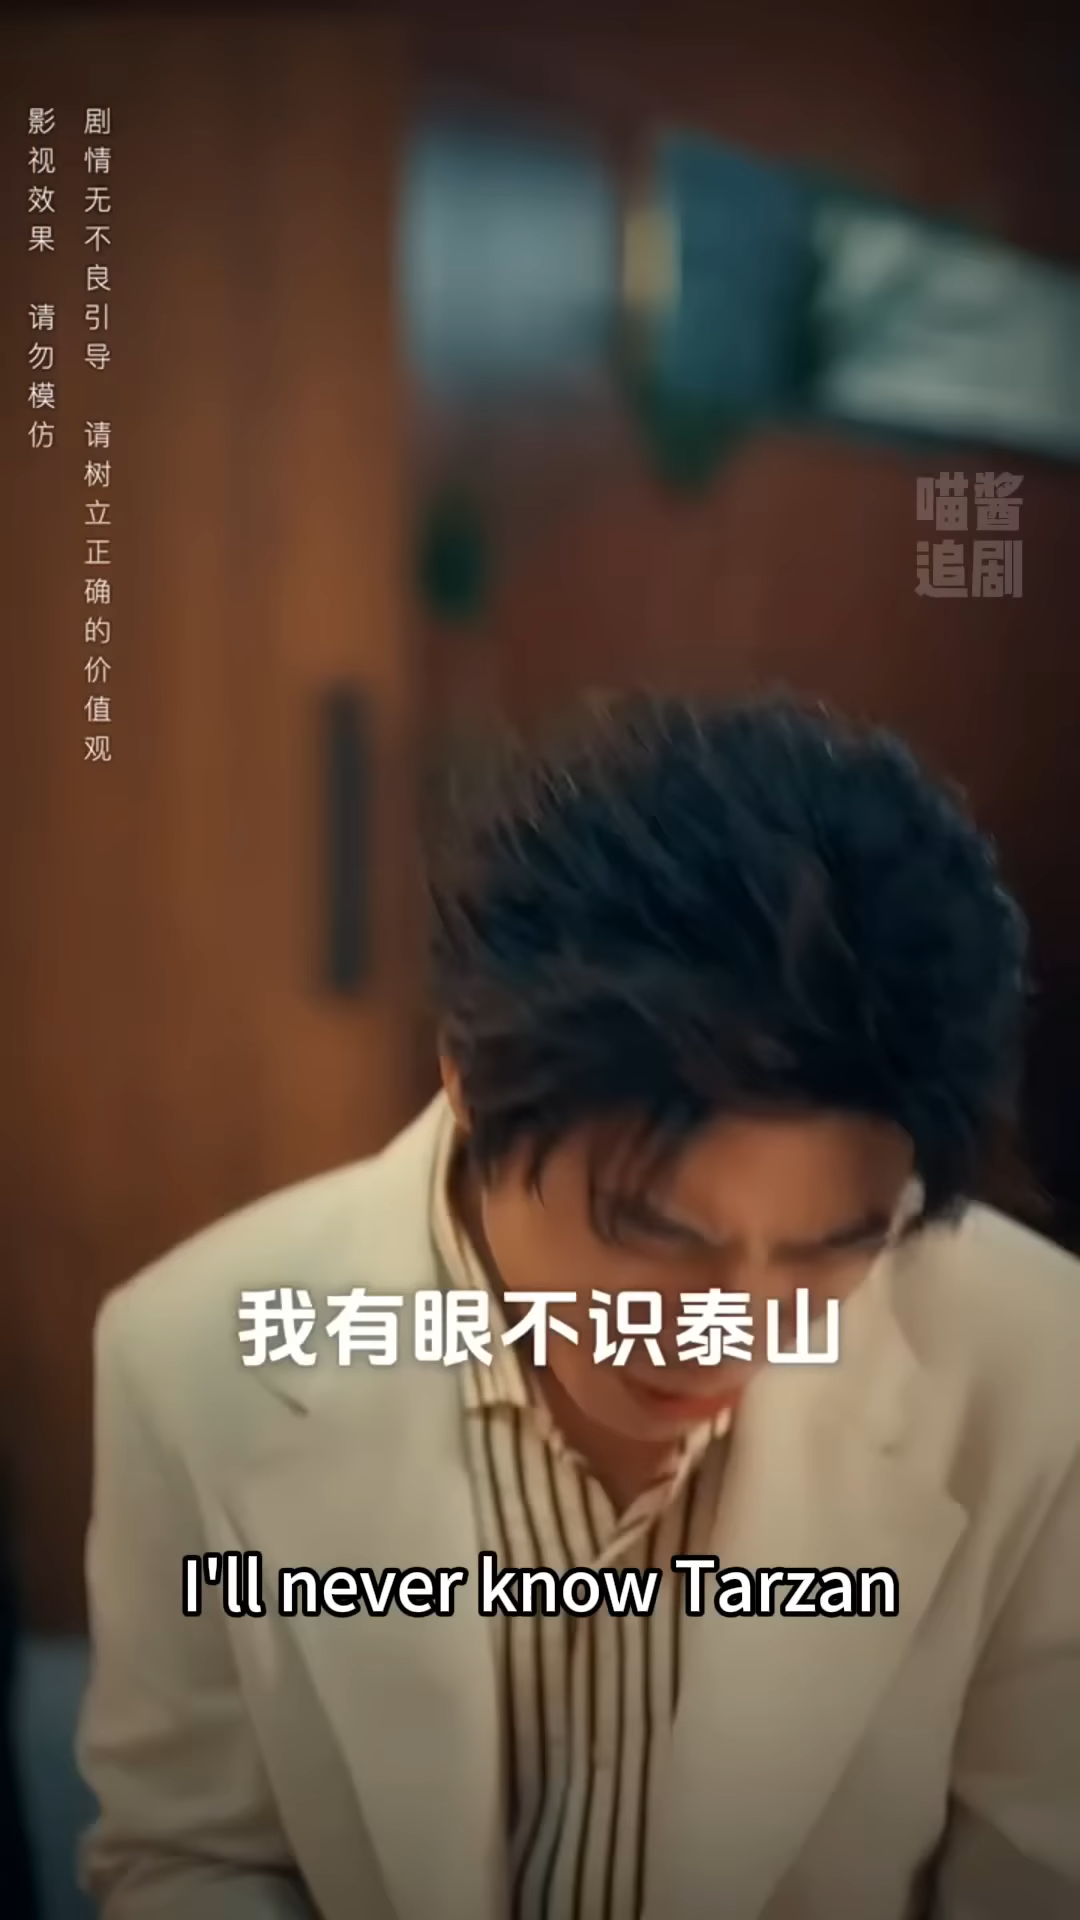 剧情无不良引导 请树立正确的价值观
影视效果 请勿模仿
喵酱
追剧
我有眼不识泰山
I'll never know Tarzan